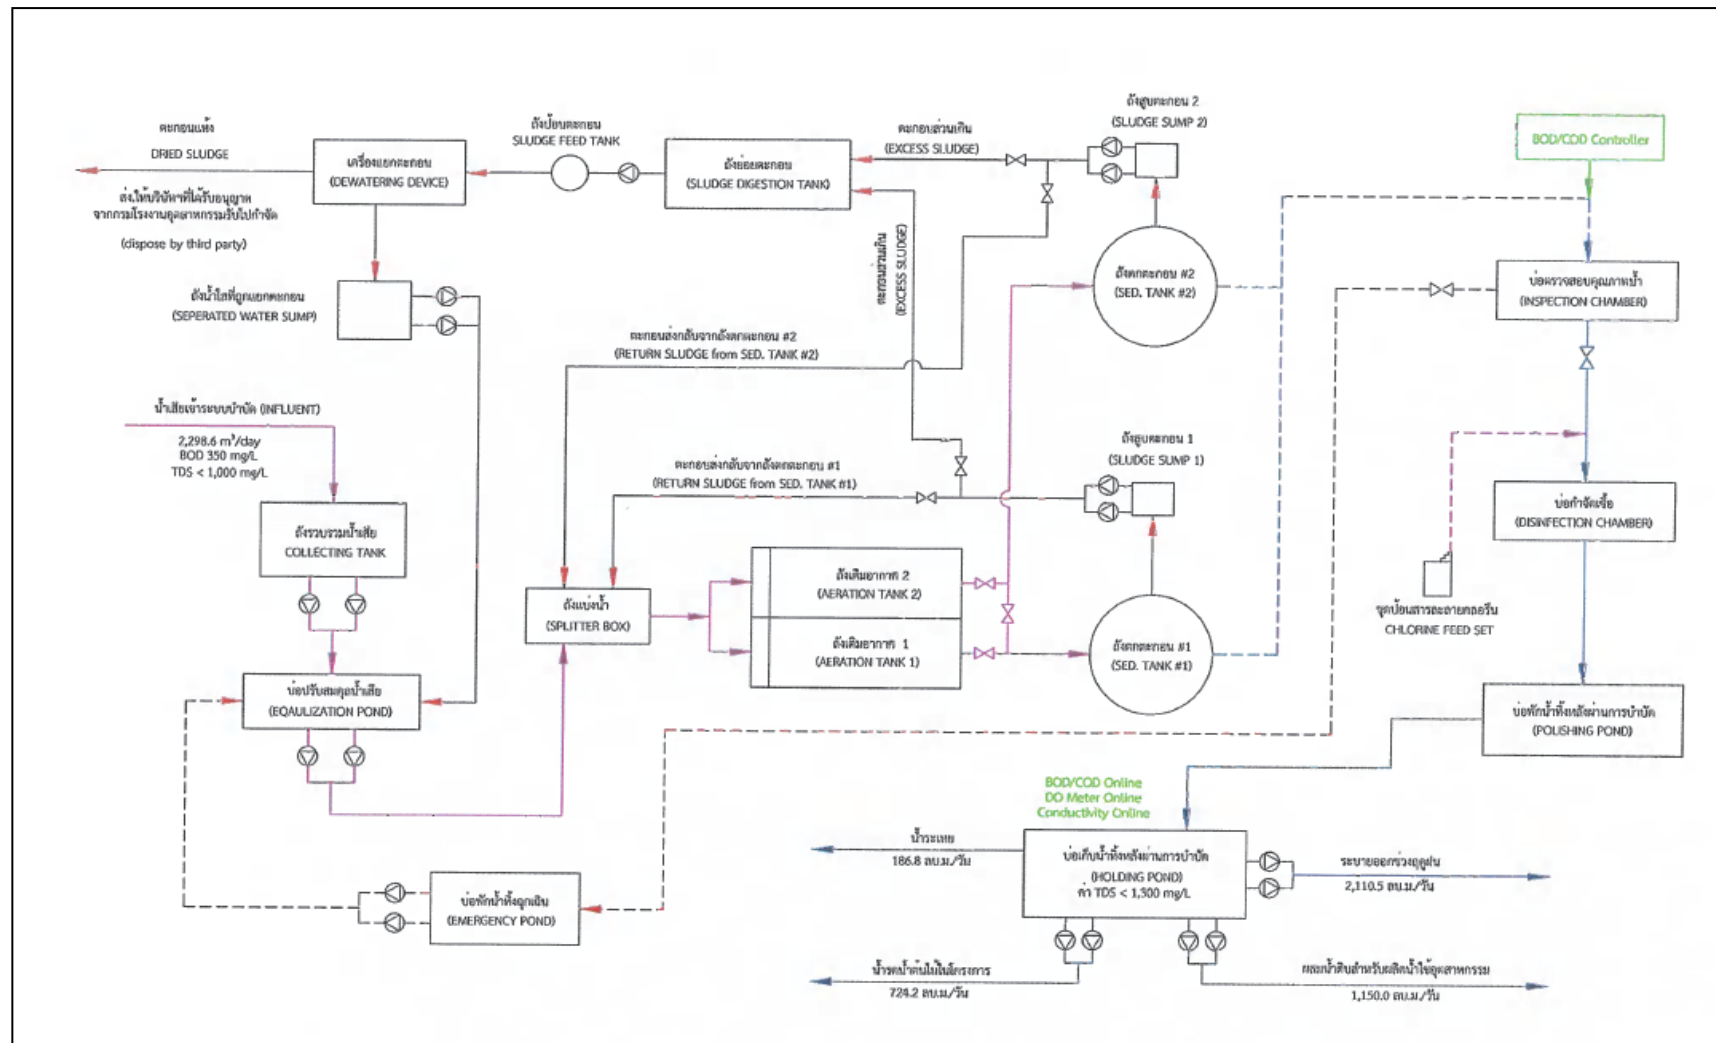 ตะกอนแห้ง
DRIED SLUDGE
ส่งให้บริษัทฯที่ได้รับอนุญาต
จากกรมโรงงานอุตสาหกรรมรับไปกำจัด
(dispose by third party)
เครื่องแยกตะกอน
(DEWATERING DEVICE)
ถังป้อนตะกอน
SLUDGE FEED TANK
ถังย่อยตะกอน
(SLUDGE DIGESTION TANK)
ตะกอนส่วนเกิน
(EXCESS SLUDGE)
ถังสูบตะกอน 2
(SLUDGE SUMP 2)
BOD/COD Controller
ตะกอนส่วนเกิน
(EXCESS SLUDGE)
ถังตกตะกอน #2
(SED. TANK #2)
บ่อตรวจสอบคุณภาพน้ำ
(INSPECTION CHAMBER)
ถังน้ำใสที่ถูกแยกตะกอน
(SEPERATED WATER SUMP)
ตะกอนส่งกลับจากถังตกตะกอน #2
(RETURN SLUDGE from SED. TANK #2)
น้ำเสียเข้าระบบบำบัด (INFLUENT)
2,298.6 m³/day
BOD 350 mg/L
TDS < 1,000 mg/L
ตะกอนส่งกลับจากถังตกตะกอน #1
(RETURN SLUDGE from SED. TANK #1)
ถังสูบตะกอน 1
(SLUDGE SUMP 1)
ถังรวบรวมน้ำเสีย
COLLECTING TANK
บ่อกำจัดเชื้อ
(DISINFECTION CHAMBER)
ถังแบ่งน้ำ
(SPLITTER BOX)
ถังเติมอากาศ 2
(AERATION TANK 2)
ถังเติมอากาศ 1
(AERATION TANK 1)
ถังตกตะกอน #1
(SED. TANK #1)
ชุดป้อนสารละลายคลอรีน
CHLORINE FEED SET
บ่อปรับสมดุลน้ำเสีย
(EQAULIZATION POND)
บ่อพักน้ำทิ้งหลังผ่านการบำบัด
(POLISHING POND)
BOD/COD Online
DO Meter Online
Conductivity Online
น้ำระเหย
186.8 ลบ.ม./วัน
บ่อเก็บน้ำทิ้งหลังผ่านการบำบัด
(HOLDING POND)
ค่า TDS < 1,300 mg/L
ระบายออกช่วงฤดูฝน
2,110.5 ลบ.ม./วัน
บ่อพักน้ำทิ้งฉุกเฉิน
(EMERGENCY POND)
น้ำรดน้ำต้นไม้ในโครงการ
724.2 ลบ.ม./วัน
ผสมน้ำดิบสำหรับผลิตน้ำใช้อุตสาหกรรม
1,150.0 ลบ.ม./วัน